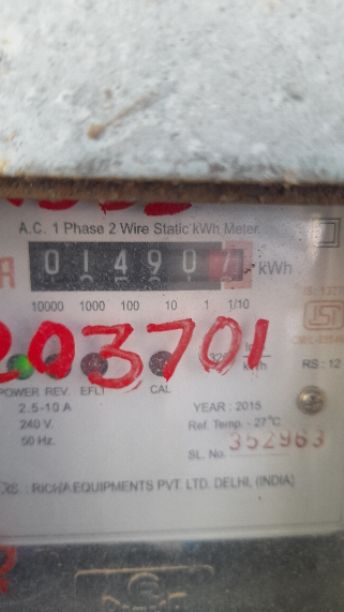 A.C. 1 Phase 2 Wire Static kWh Meter.
01490 kWh
10000 1000 100 10 1 1/10
203701
POWER REV. EFLT CAL
RS : 12
2.5-10 A
240 V.
50 Hz.
YEAR : 2015
Ref. Temp. -27°C
SL. No. 352963
RICHA EQUIPMENTS PVT. LTD. DELHI, (INDIA)